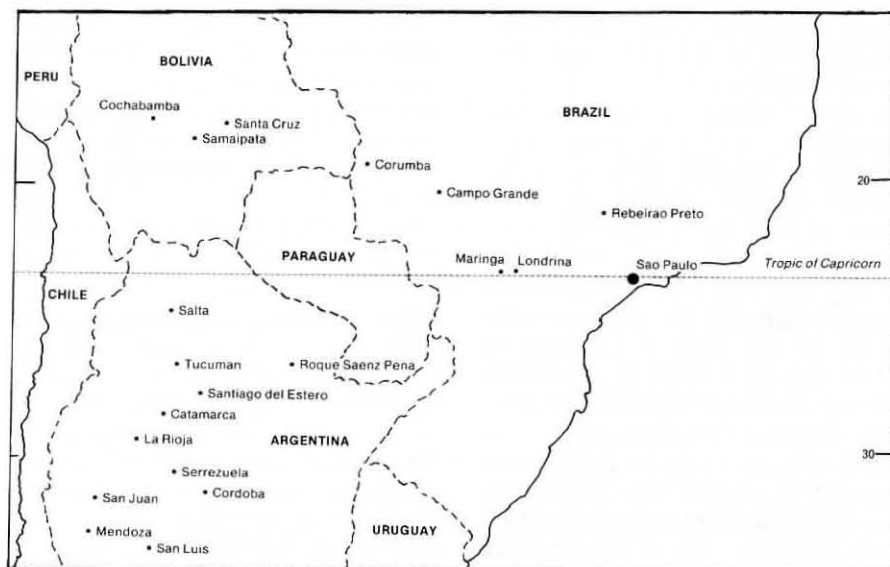 BOLIVIA
PERU
Cochabamba
Santa Cruz
BRAZIL
Samaipata
Corumba
20
Campo Grande
Rebeirao Preto
PARAGUAY
Maringa
Londrina
Sao Paulo
Tropic of Capricorn
CHILE
Salta
Tucuman
Roque Saenz Pena
Santiago del Estero
Catamarca
La Rioja
ARGENTINA
30
Serrezuela
San Juan
Cordoba
Mendoza
URUGUAY
San Luis